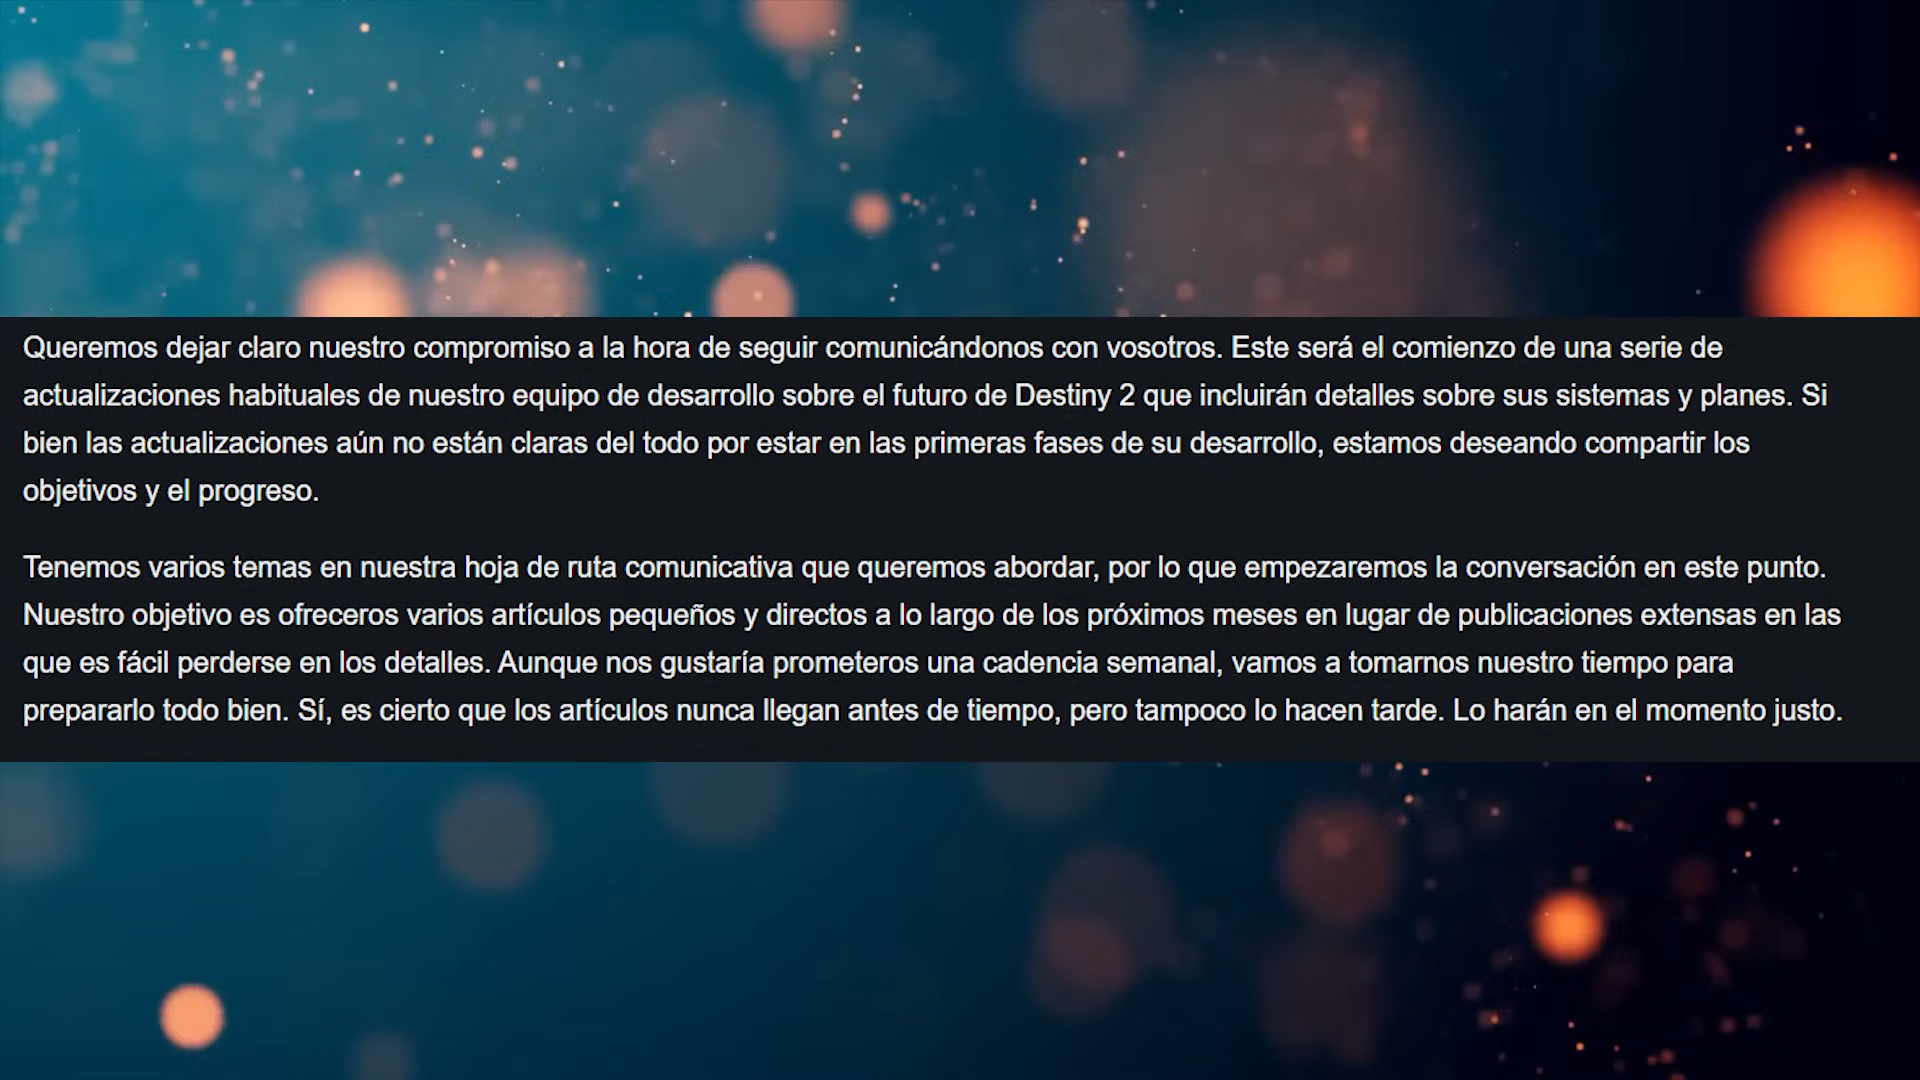 Queremos dejar claro nuestro compromiso a la hora de seguir comunicándonos con vosotros. Este será el comienzo de una serie de
actualizaciones habituales de nuestro equipo de desarrollo sobre el futuro de Destiny 2 que incluirán detalles sobre sus sistemas y planes. Si
bien las actualizaciones aún no están claras del todo por estar en las primeras fases de su desarrollo, estamos deseando compartir los
objetivos y el progreso.
Tenemos varios temas en nuestra hoja de ruta comunicativa que queremos abordar, por lo que empezaremos la conversación en este punto.
Nuestro objetivo es ofreceros varios artículos pequeños y directos a lo largo de los próximos meses en lugar de publicaciones extensas en las
que es fácil perderse en los detalles. Aunque nos gustaría prometeros una cadencia semanal, vamos a tomarnos nuestro tiempo para
prepararlo todo bien. Sí, es cierto que los artículos nunca llegan antes de tiempo, pero tampoco lo hacen tarde. Lo harán en el momento justo.